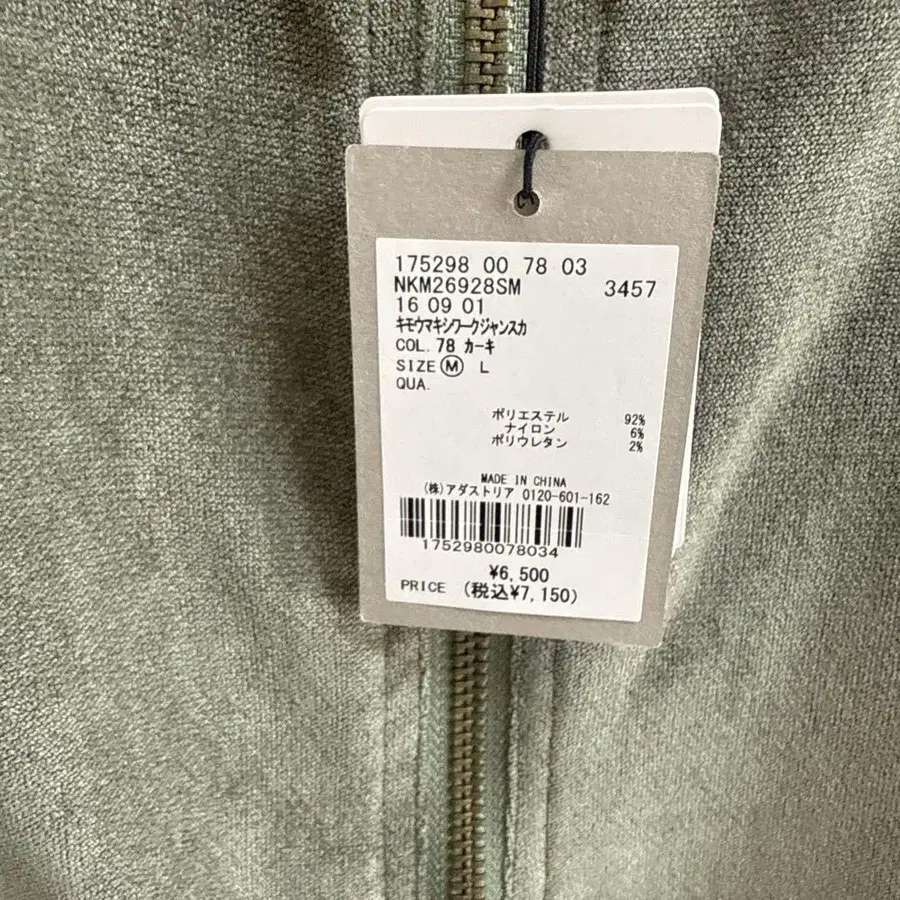 175298 00 78 03
NKM26928SM 3457
16 09 01
キモウマキシワークジャンスカ
COL. 78 カーキ
SIZE Ⓜ L
QUA.
ポリエステル 92%
ナイロン 6%
ポリウレタン 2%
MADE IN CHINA
(株)アダストリア 0120-601-162
1752980078034
¥6,500
PRICE (税込¥7,150)